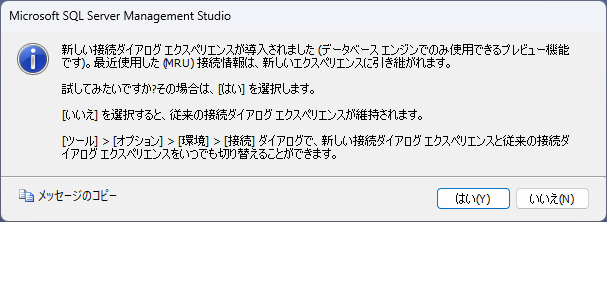 Microsoft SQL Server Management Studio
新しい接続ダイアログ エクスペリエンスが導入されました (データベース エンジンでのみ使用できるプレビュー機能
です)。最近使用した (MRU) 接続情報は、新しいエクスペリエンスに引き継がれます。
試してみたいですか?その場合は、[はい] を選択します。
[いいえ] を選択すると、従来の接続ダイアログ エクスペリエンスが維持されます。
[ツール] > [オプション] > [環境] > [接続] ダイアログで、新しい接続ダイアログ エクスペリエンスと従来の接続ダ
イアログ エクスペリエンスをいつでも切り替えることができます。
メッセージのコピー
はい(Y)
いいえ(N)